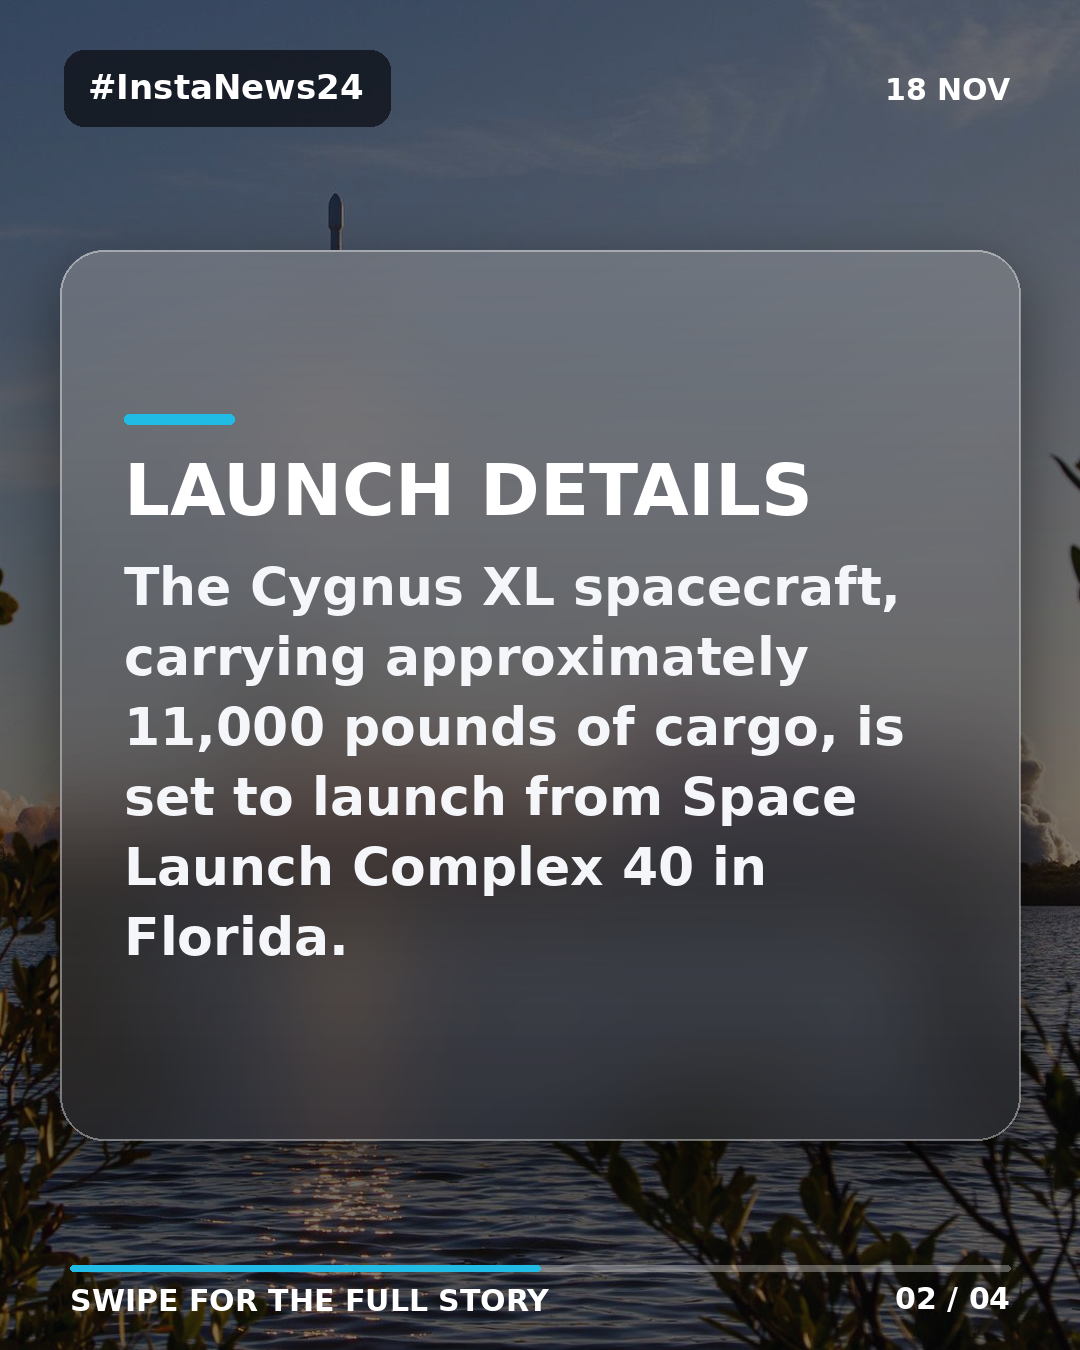 #InstaNews24
18 NOV
LAUNCH DETAILS
The Cygnus XL spacecraft,
carrying approximately
11,000 pounds of cargo, is
set to launch from Space
Launch Complex 40 in
Florida.
SWIPE FOR THE FULL STORY
02 / 04